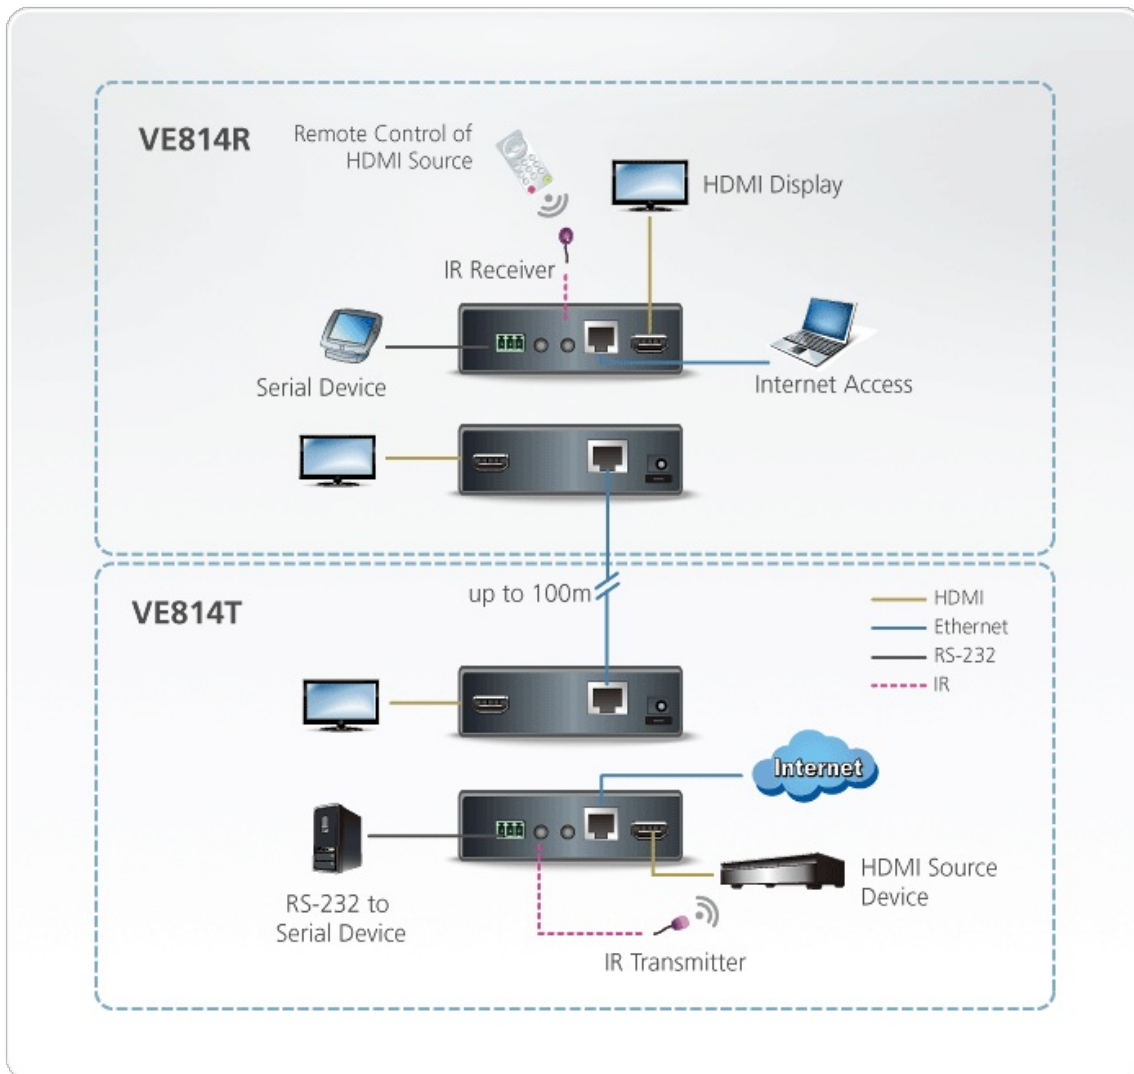 VE814R
Remote Control of
HDMI Source
HDMI Display
IR Receiver
Serial Device
Internet Access
up to 100m
VE814T
HDMI
Ethernet
RS-232
IR
Internet
RS-232 to
Serial Device
HDMI Source
Device
IR Transmitter